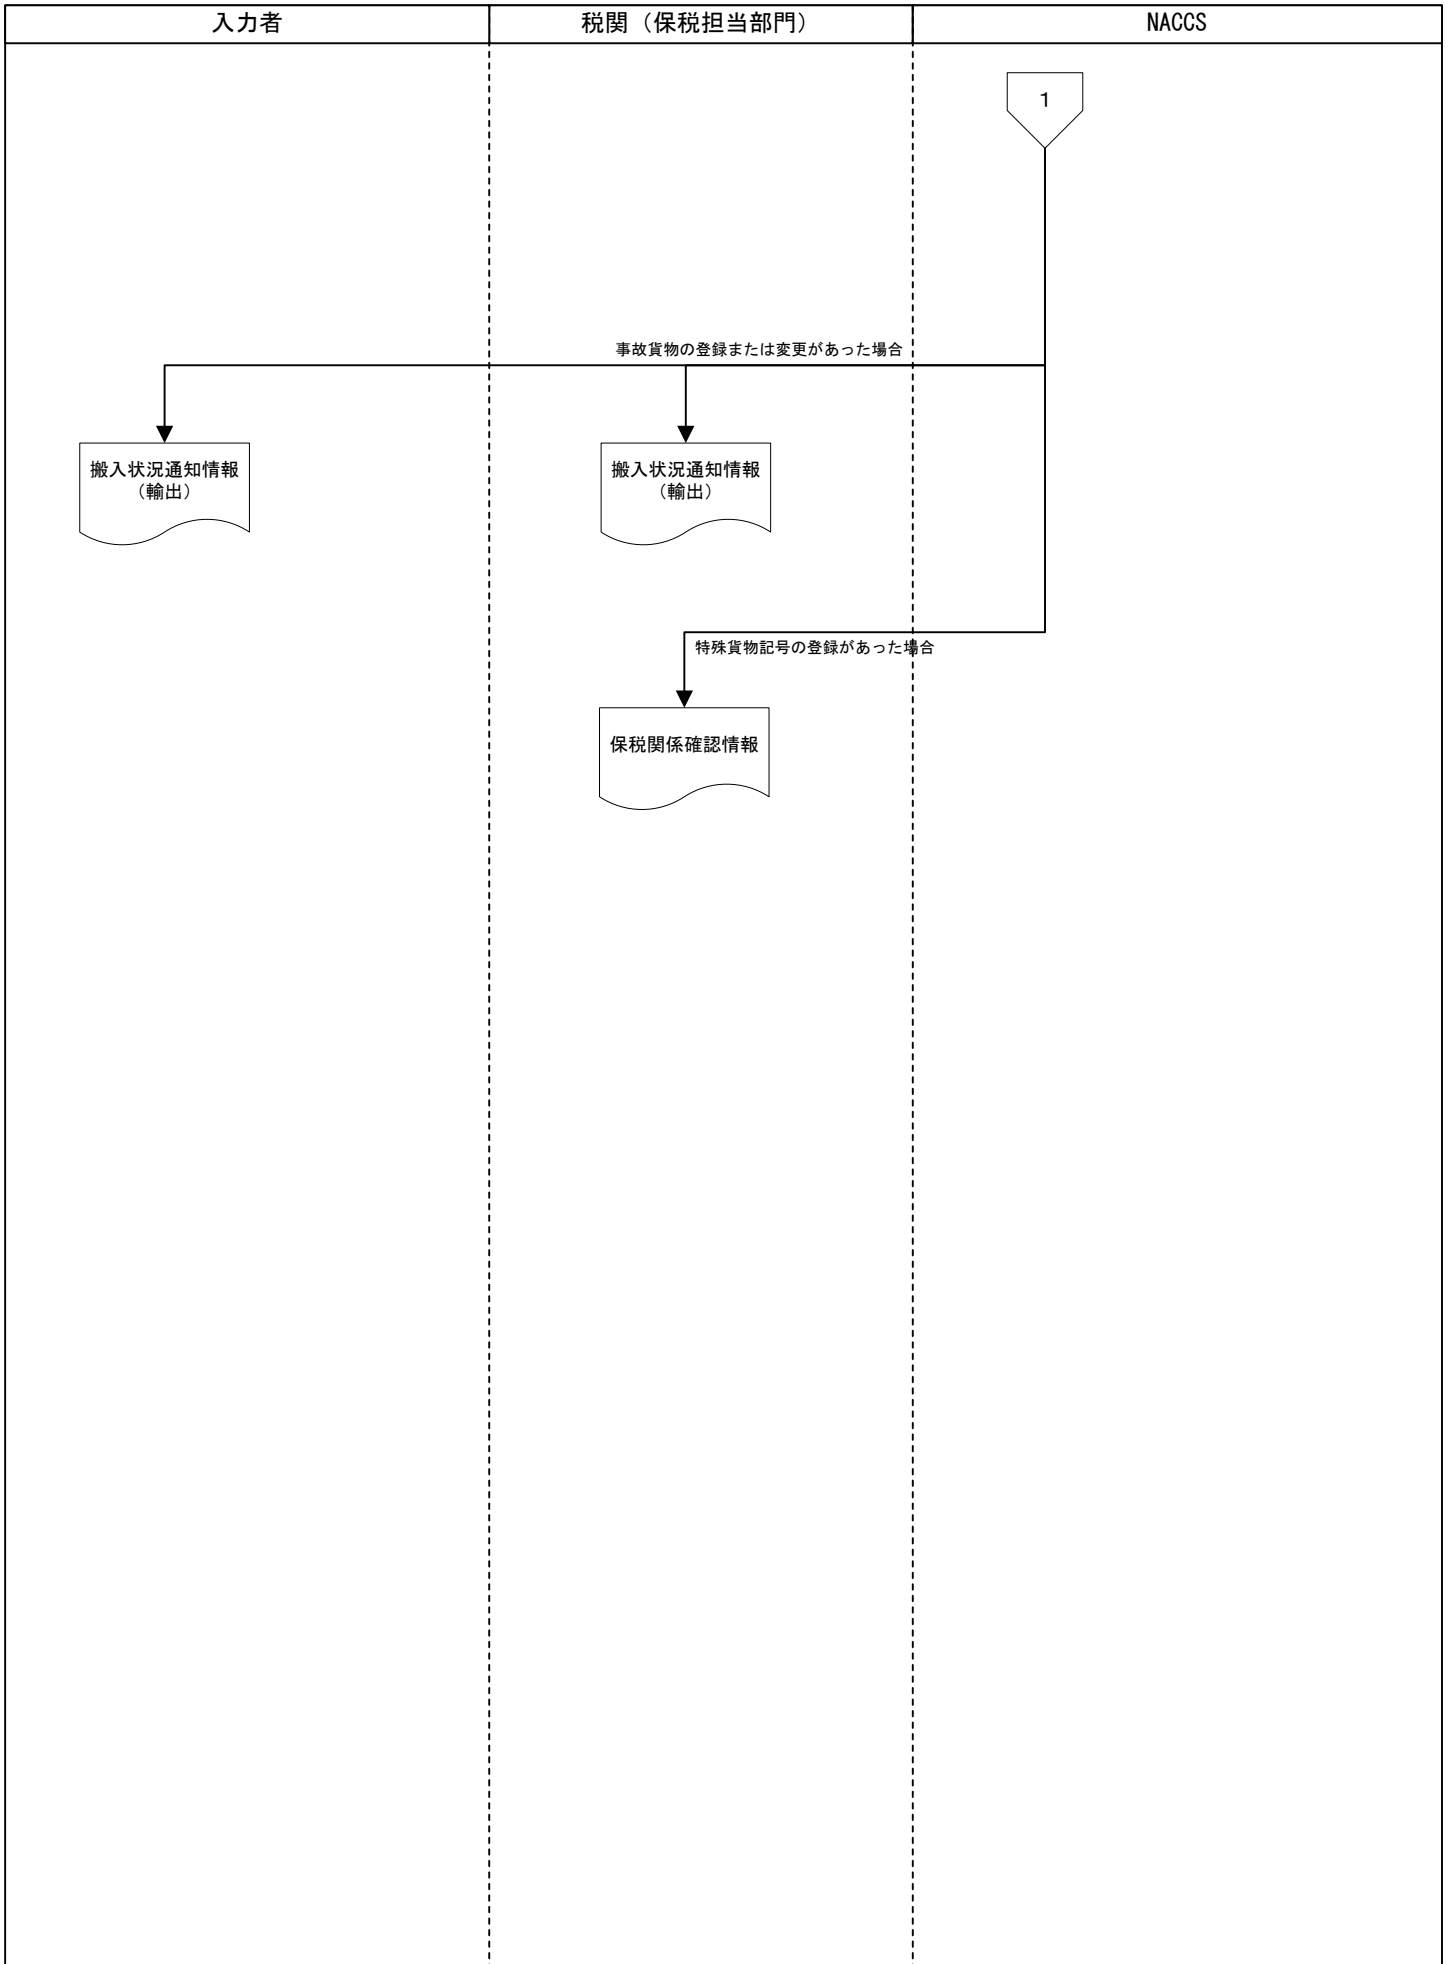 入力者
税関（保税担当部門）
NACCS
1
事故貨物の登録または変更があった場合
搬入状況通知情報
（輸出）
搬入状況通知情報
（輸出）
特殊貨物記号の登録があった場合
保税関係確認情報